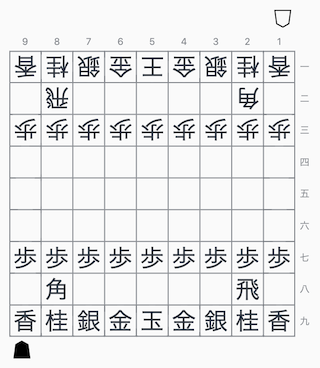 9 8 7 6 5 4 3 2 1
香 桂 銀 金 王 金 銀 桂 香 一
飛 角 二
歩 歩 歩 歩 歩 歩 歩 歩 歩 三
四
五
六
歩 歩 歩 歩 歩 歩 歩 歩 歩 七
角 飛 八
香 桂 銀 金 玉 金 銀 桂 香 九